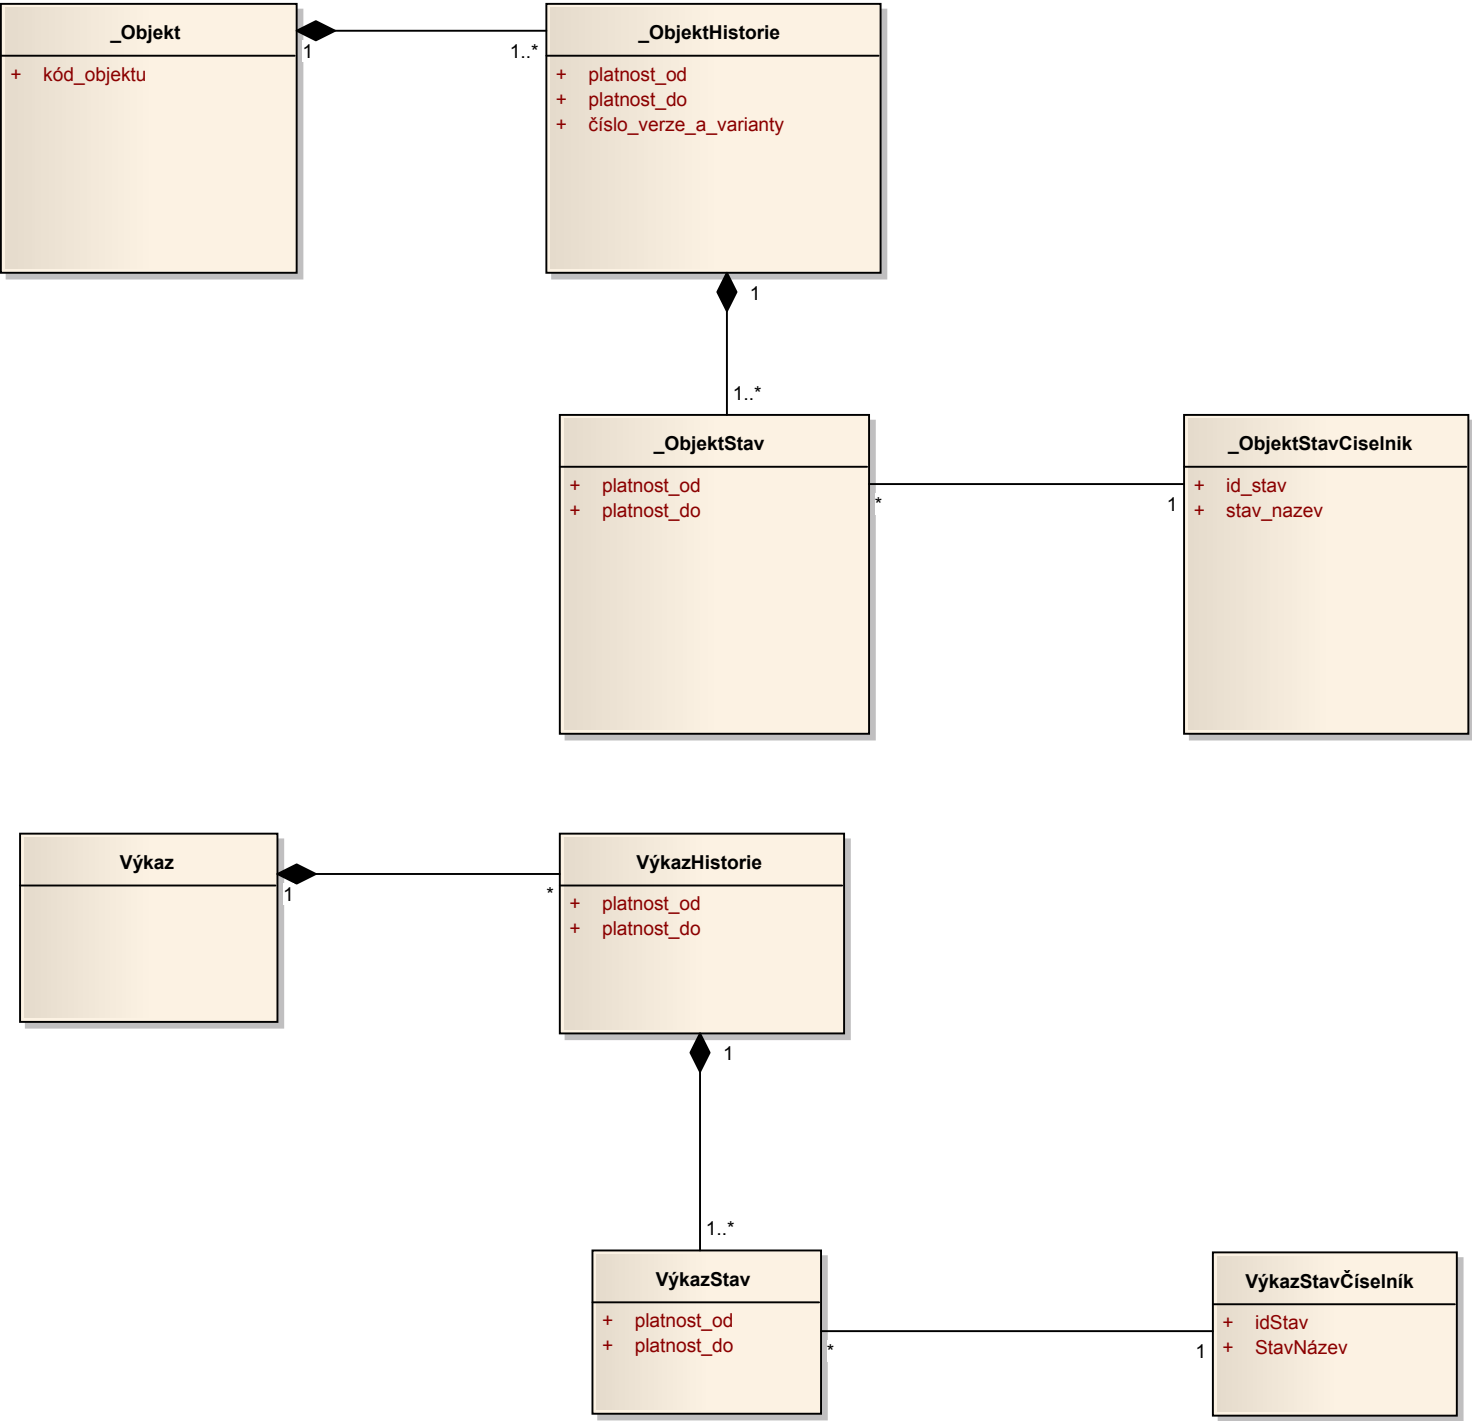 _Objekt
+ kód_objektu
1
1..*
_ObjektHistorie
+ platnost_od
+ platnost_do
+ číslo_verze_a_varianty
1
1..*
_ObjektStav
+ platnost_od
+ platnost_do
*
1
_ObjektStavCiselnik
+ id_stav
+ stav_nazev
Výkaz
1
*
VýkazHistorie
+ platnost_od
+ platnost_do
1
1..*
VýkazStav
+ platnost_od
+ platnost_do
*
1
VýkazStavČíselník
+ idStav
+ StavNázev